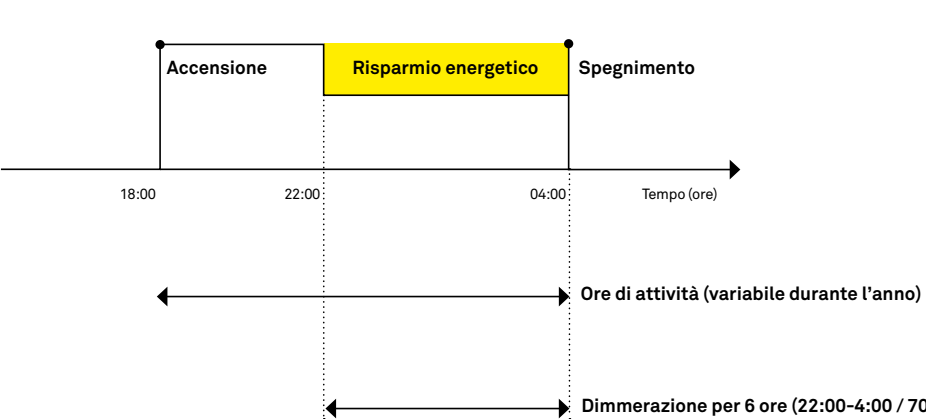 Accensione Risparmio energetico Spegnimento
18:00 22:00 04:00 Tempo (ore)
Ore di attività (variabile durante l'anno)
Dimmerazione per 6 ore (22:00-4:00 / 70